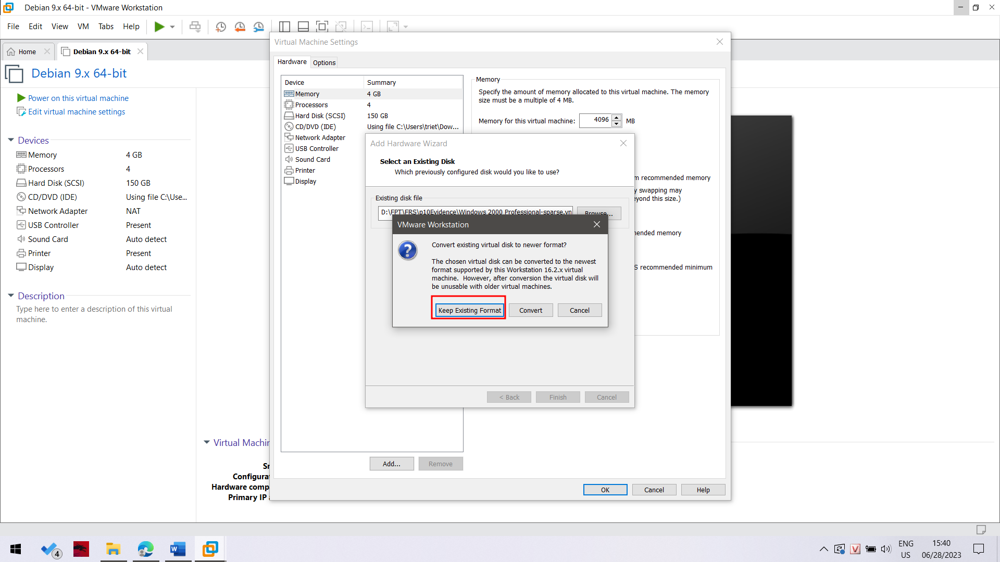 Debian 9.x 64-bit - VMware Workstation
File Edit View VM Tabs Help
Home
Debian 9.x 64-bit
Debian 9.x 64-bit
Power on this virtual machine
Edit virtual machine settings
Devices
Memory 4 GB
Processors 4
Hard Disk (SCSI) 150 GB
CD/DVD (IDE) Using file C:\Use...
Network Adapter NAT
USB Controller Present
Sound Card Auto detect
Printer Present
Display Auto detect
Description
Type here to enter a description of this virtual
machine.
Virtual Machin
Configurat
Hardware comp
Primary IP
Virtual Machine Settings
Hardware Options
Device Summary
Memory 4 GB
Processors 4
Hard Disk (SCSI) 150 GB
CD/DVD (IDE) Using file C:\Users\triet\Dow...
Network Adapter
USB Controller
Sound Card
Printer
Display
Add... Remove
Memory
Specify the amount of memory allocated to this virtual machine. The memory
size must be a multiple of 4 MB.
Memory for this virtual machine: 4096 MB
m recommended memory
y swapping may
eyond this size.)
ended memory
S recommended minimum
OK Cancel Help
Add Hardware Wizard
Select an Existing Disk
Which previously configured disk would you like to use?
Existing disk file
D:\FPT\FRS\p10Evidence\Windows 2000 Professional-sparse.vm
Browse...
< Back Finish Cancel
VMware Workstation
Convert existing virtual disk to newer format?
The chosen virtual disk can be converted to the newest
format supported by this Workstation 16.2.x virtual
machine. However, after conversion the virtual disk will
be unusable with older virtual machines.
Keep Existing Format Convert Cancel
4
ENG
US
15:40
06/28/2023